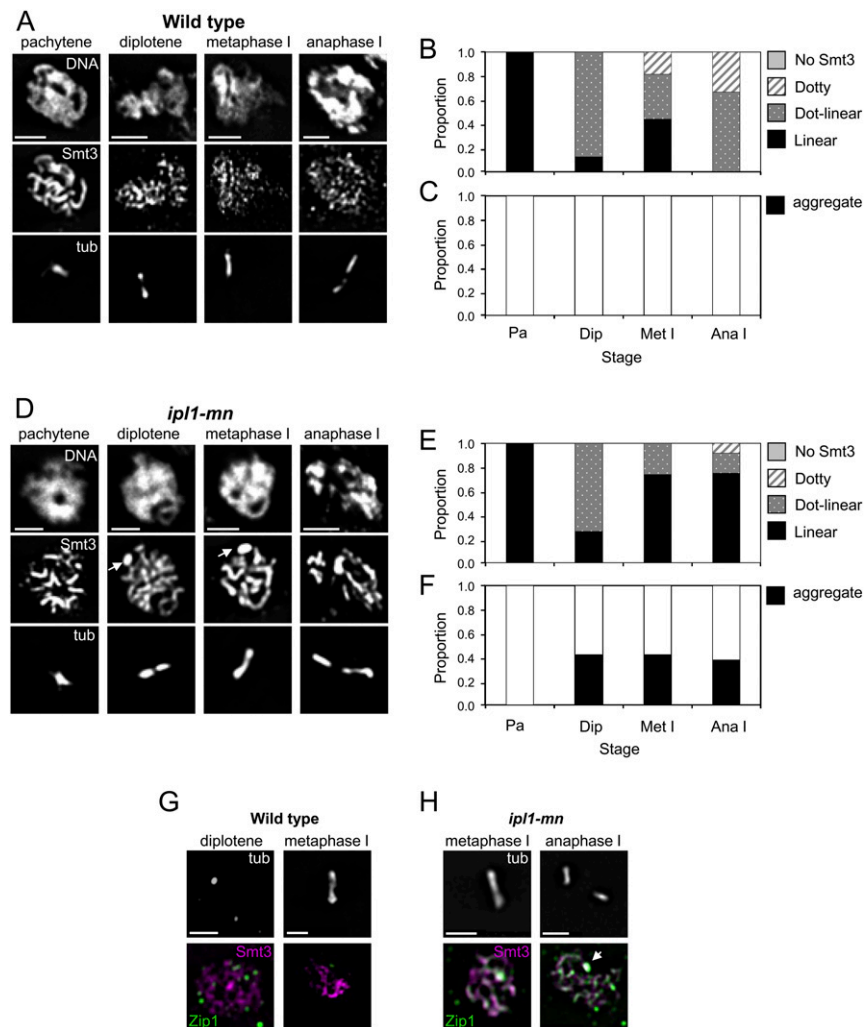 A
Wild type
pachytene diplotene metaphase I anaphase I
DNA
Smt3
tub
B
Proportion
1.0
0.8
0.6
0.4
0.2
0.0
No Smt3
Dotty
Dot-linear
Linear
C
Proportion
1.0
0.8
0.6
0.4
0.2
0.0
aggregate
Pa Dip Met I Ana I
Stage
D
ipl1-mn
pachytene diplotene metaphase I anaphase I
DNA
Smt3
tub
E
Proportion
1.0
0.8
0.6
0.4
0.2
0.0
No Smt3
Dotty
Dot-linear
Linear
F
Proportion
1.0
0.8
0.6
0.4
0.2
0.0
aggregate
Pa Dip Met I Ana I
Stage
G
Wild type
diplotene metaphase I
tub
Smt3
Zip1
H
ipl1-mn
metaphase I anaphase I
tub
Smt3
Zip1